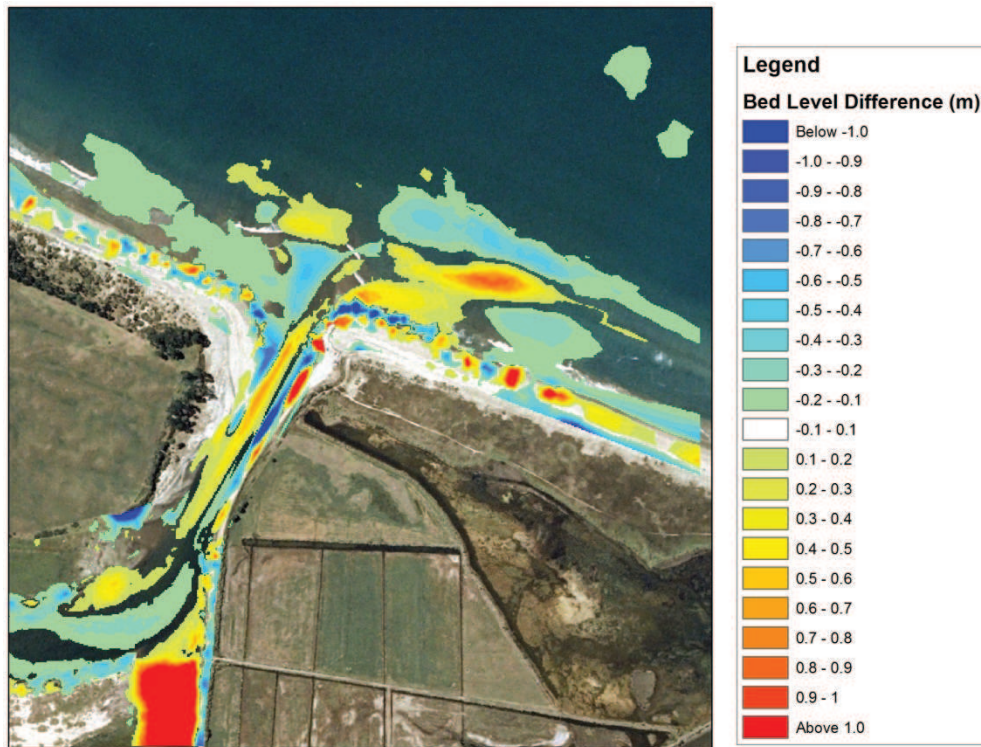 Legend
Bed Level Difference (m)
Below -1.0
-1.0 - -0.9
-0.9 - -0.8
-0.8 - -0.7
-0.7 - -0.6
-0.6 - -0.5
-0.5 - -0.4
-0.4 - -0.3
-0.3 - -0.2
-0.2 - -0.1
-0.1 - 0.1
0.1 - 0.2
0.2 - 0.3
0.3 - 0.4
0.4 - 0.5
0.5 - 0.6
0.6 - 0.7
0.7 - 0.8
0.8 - 0.9
0.9 - 1
Above 1.0